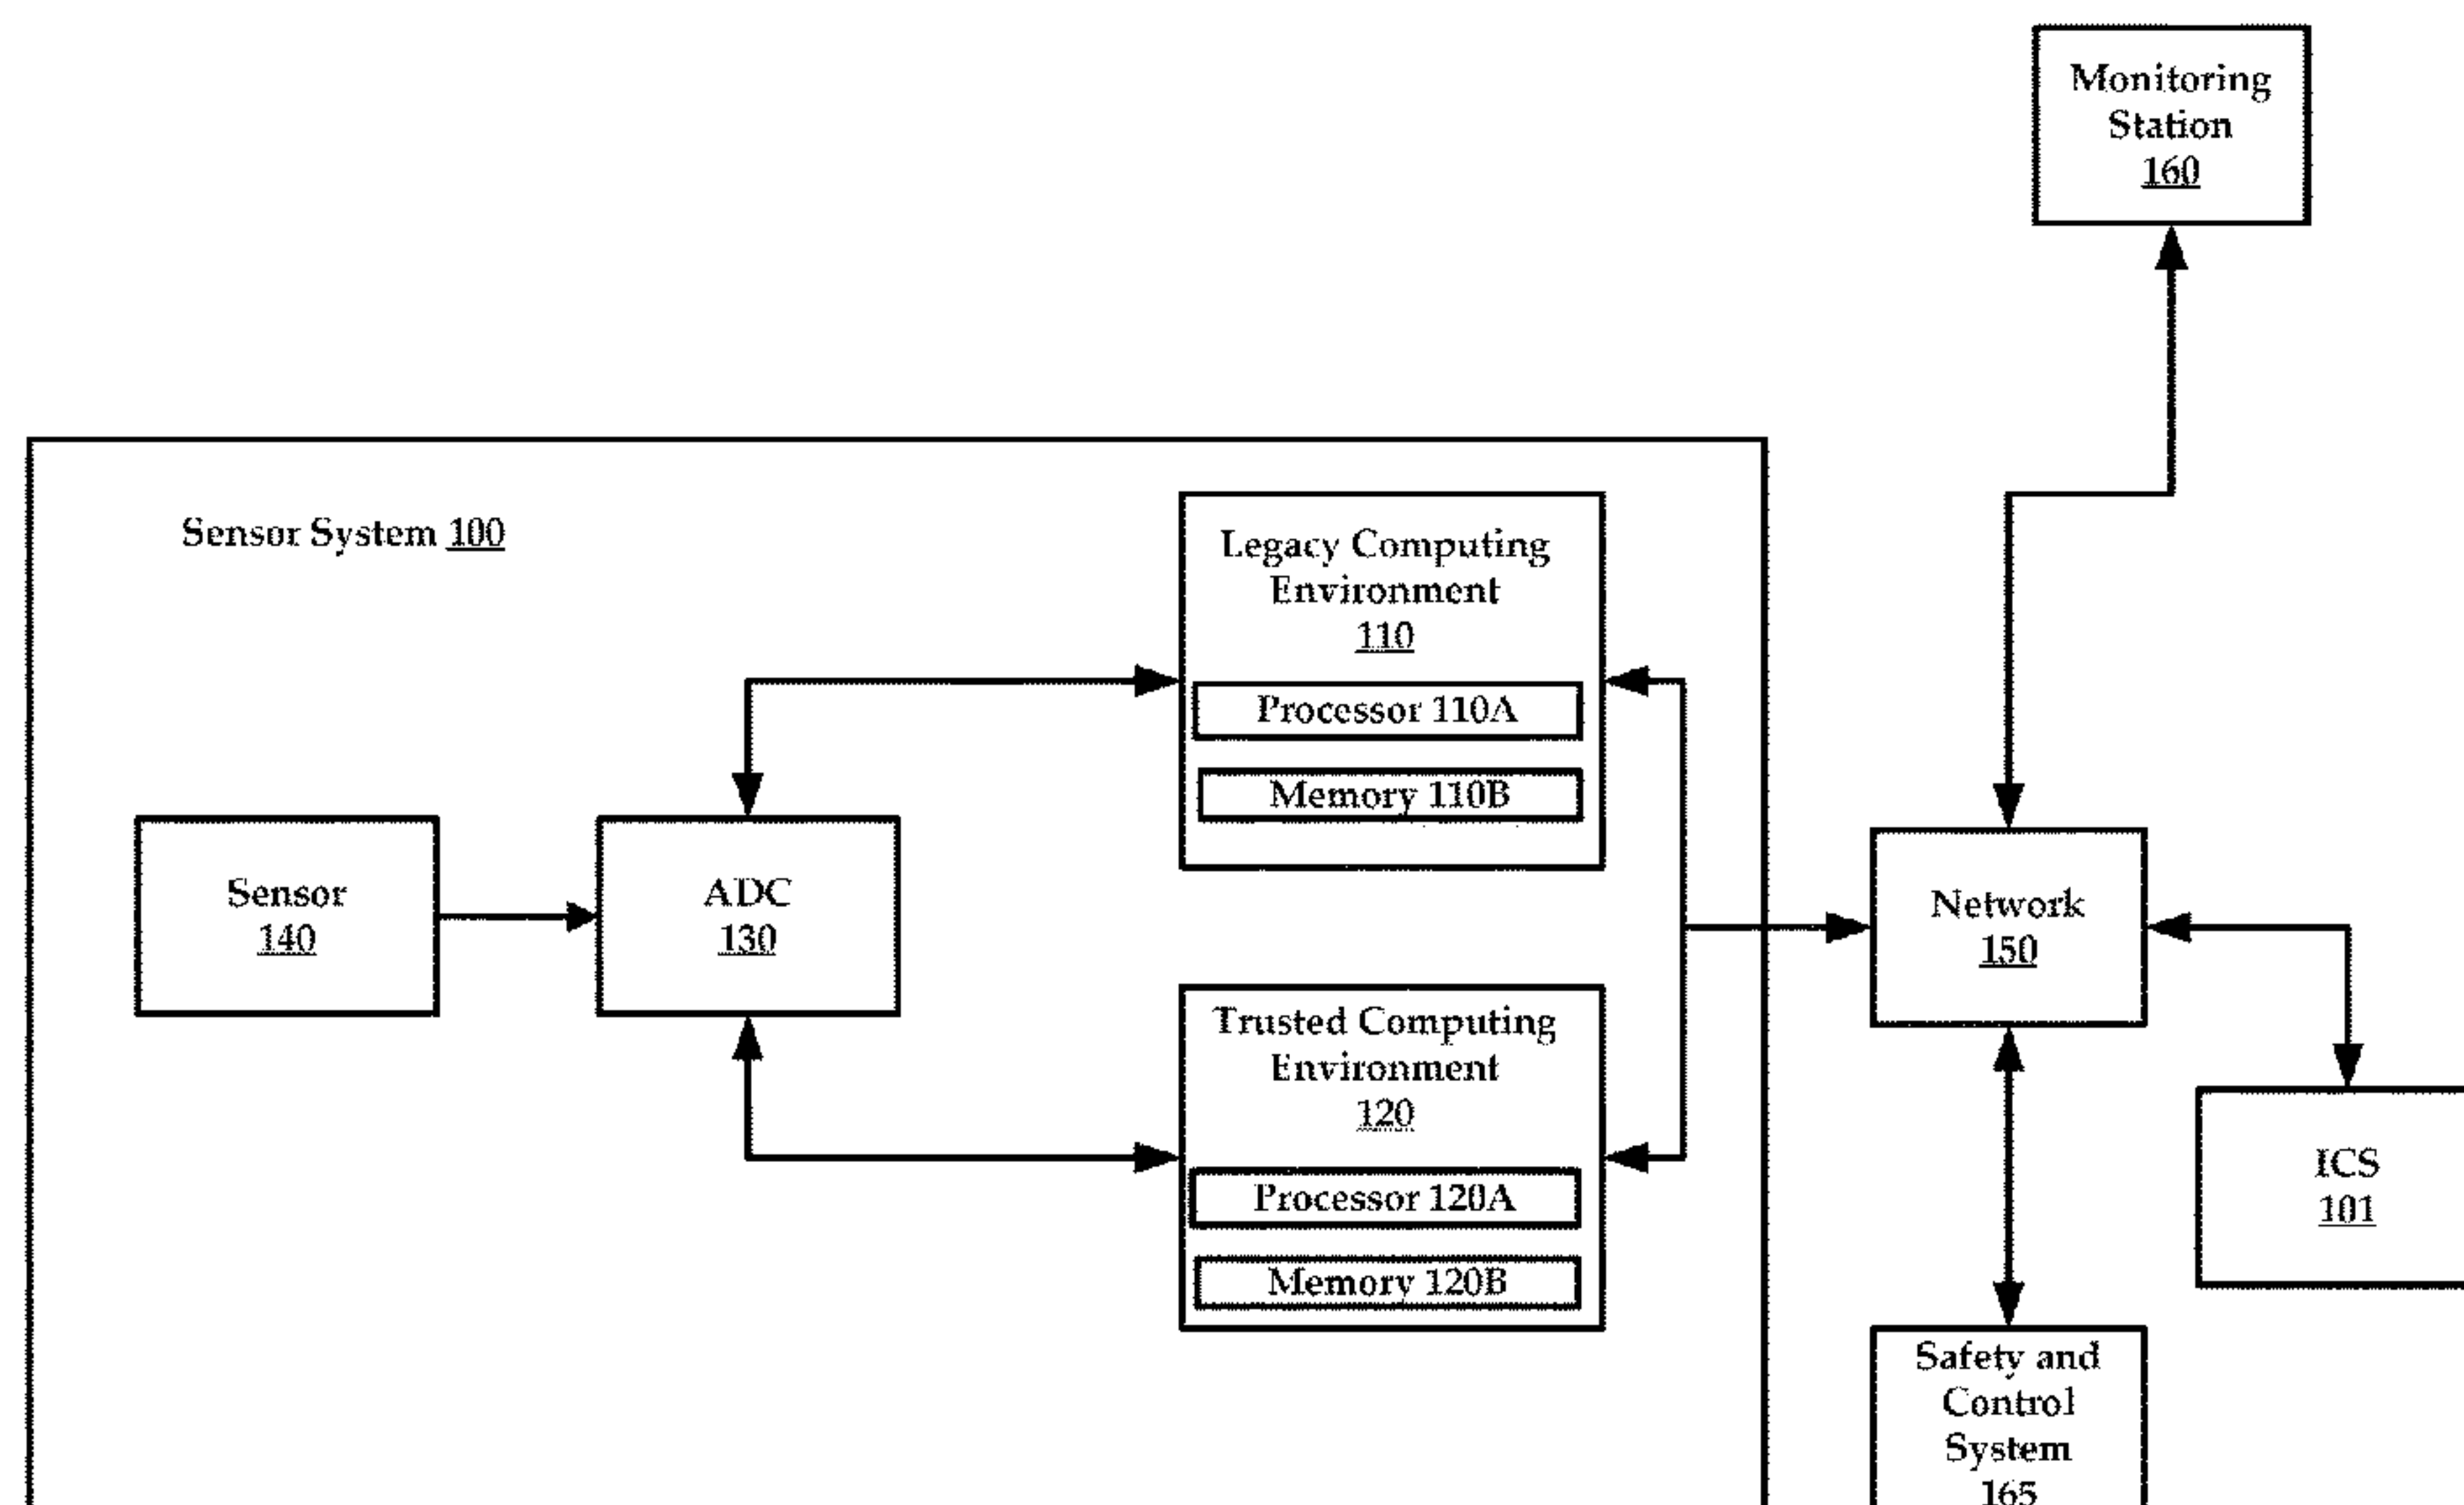 Monitoring
Station
160
Sensor System 100
Legacy Computing
Environment
110
Processor 110A
Memory 110B
Sensor
140
ADC
130
Network
150
Trusted Computing
Environment
120
Processor 120A
Memory 120B
ICS
101
Safety and
Control
System
165